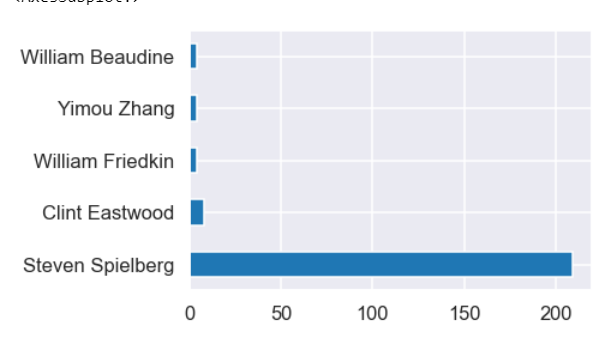 William Beaudine
Yimou Zhang
William Friedkin
Clint Eastwood
Steven Spielberg
0 50 100 150 200